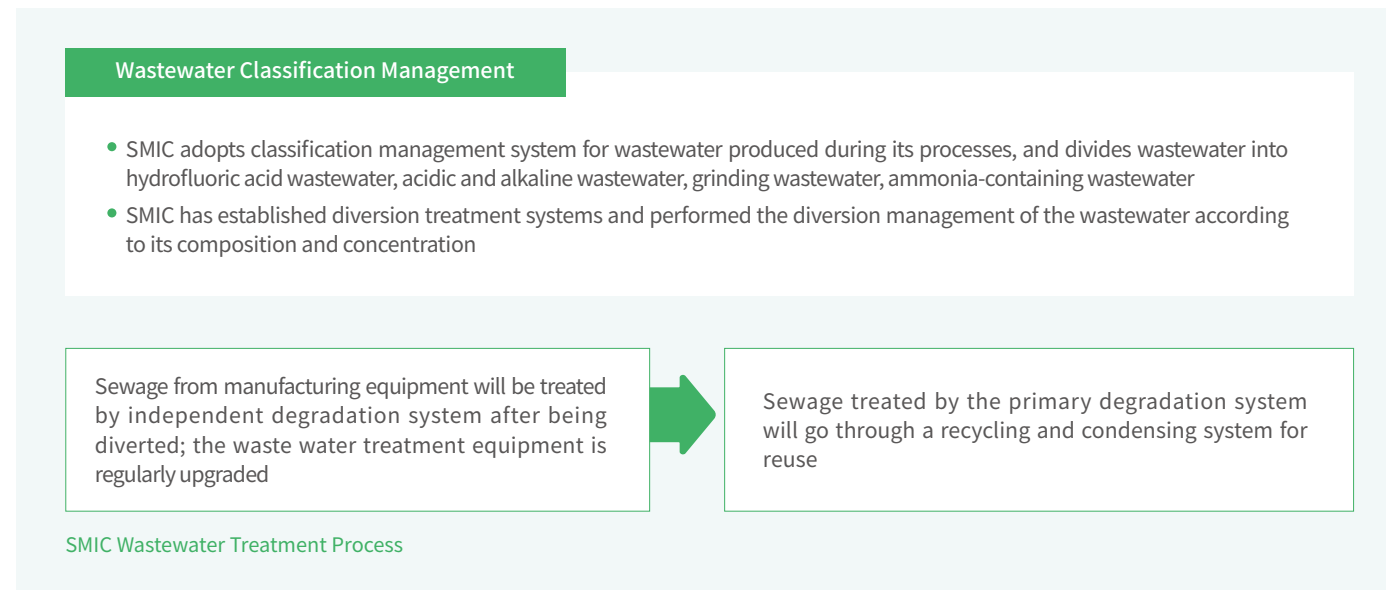 Wastewater Classification Management
• SMIC adopts classification management system for wastewater produced during its processes, and divides wastewater into
hydrofluoric acid wastewater, acidic and alkaline wastewater, grinding wastewater, ammonia-containing wastewater
• SMIC has established diversion treatment systems and performed the diversion management of the wastewater according
to its composition and concentration
Sewage from manufacturing equipment will be treated
by independent degradation system after being
diverted; the waste water treatment equipment is
regularly upgraded
Sewage treated by the primary degradation system
will go through a recycling and condensing system for
reuse
SMIC Wastewater Treatment Process